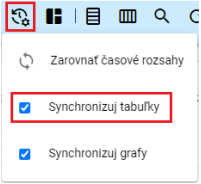 Zarovnať časové rozsahy
Synchronizuj tabuľky
Synchronizuj grafy